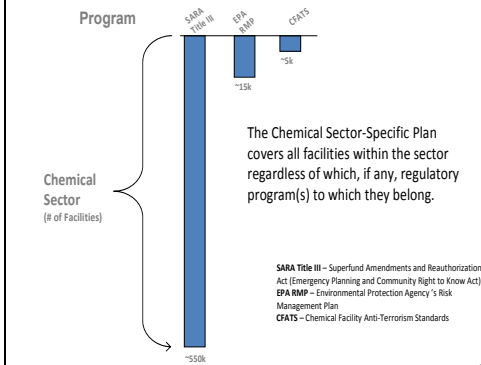 Program
SARA
Title III
EPA
RMP
CFATS
~5k
~15k
The Chemical Sector-Specific Plan
covers all facilities within the sector
regardless of which, if any, regulatory
program(s) to which they belong.
Chemical
Sector
(# of Facilities)
SARA Title III – Superfund Amendments and Reauthorization
Act (Emergency Planning and Community Right to Know Act)
EPA RMP – Environmental Protection Agency 's Risk
Management Plan
CFATS – Chemical Facility Anti-Terrorism Standards
~550k